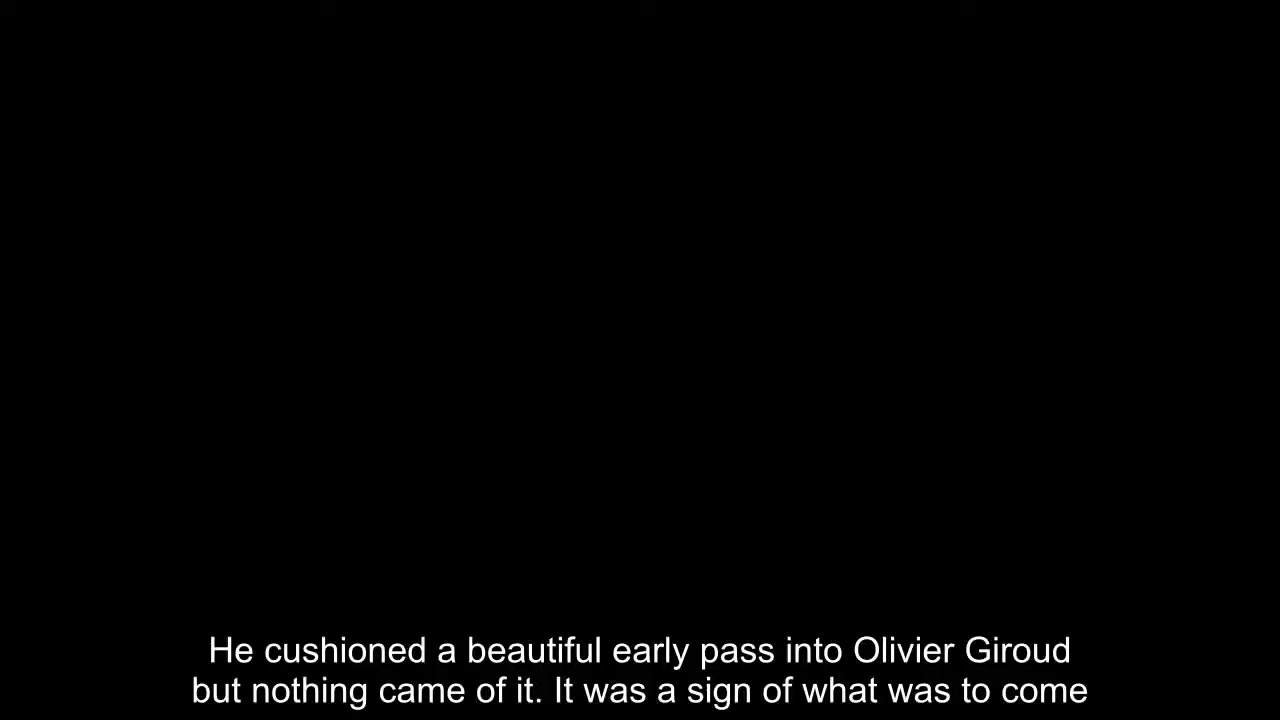 He cushioned a beautiful early pass into Olivier Giroud
but nothing came of it. It was a sign of what was to come